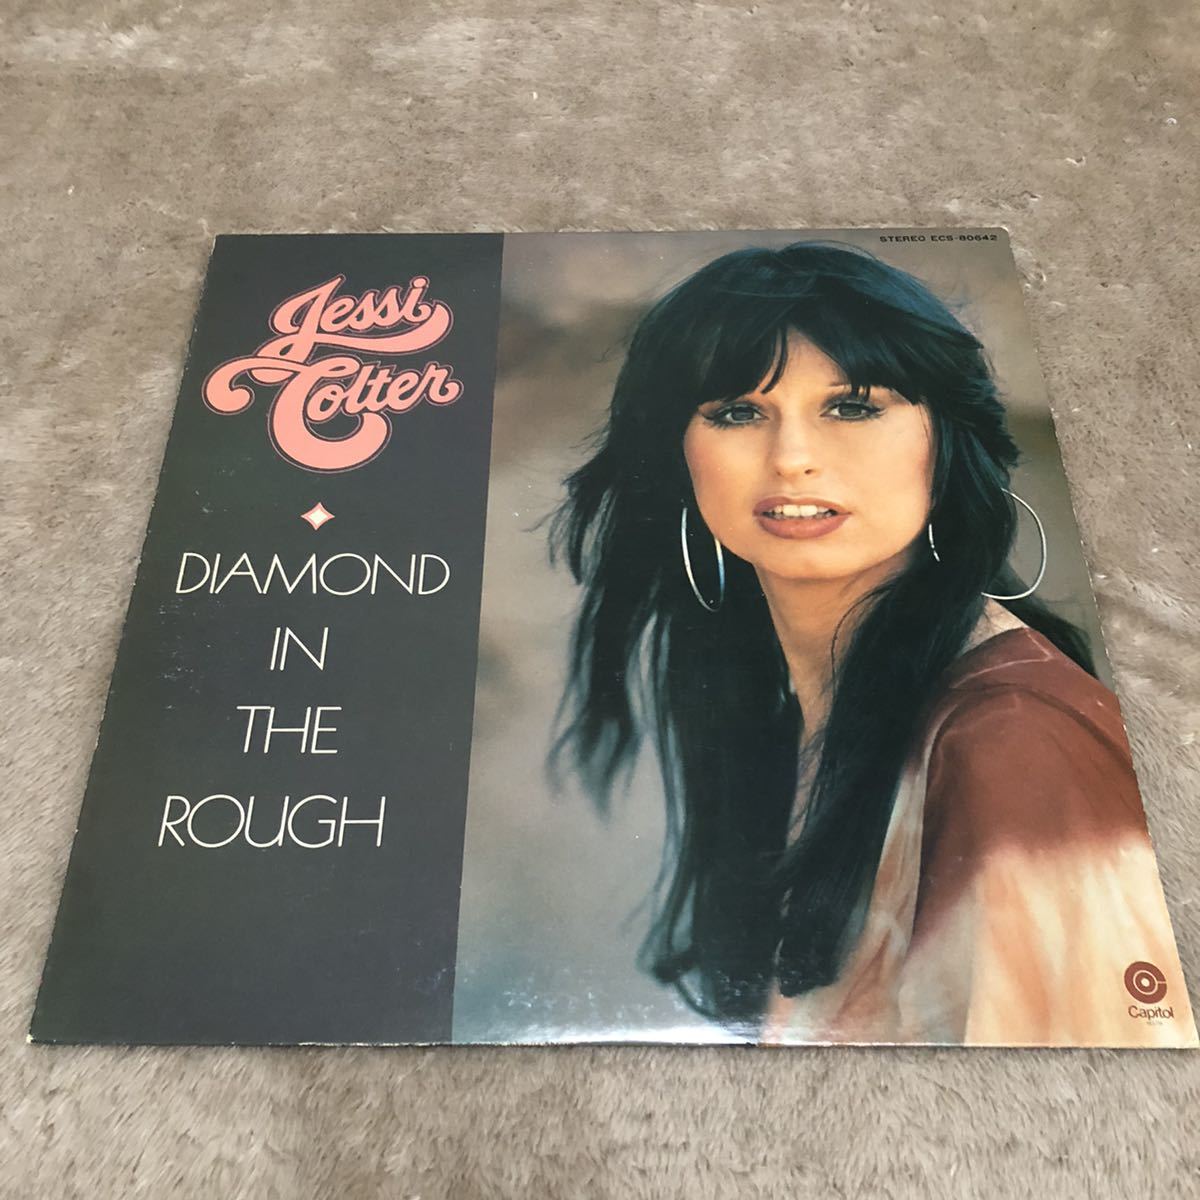 STEREO ECS-80642
Jessi
Colter
DIAMOND
IN
THE
ROUGH
Capitol